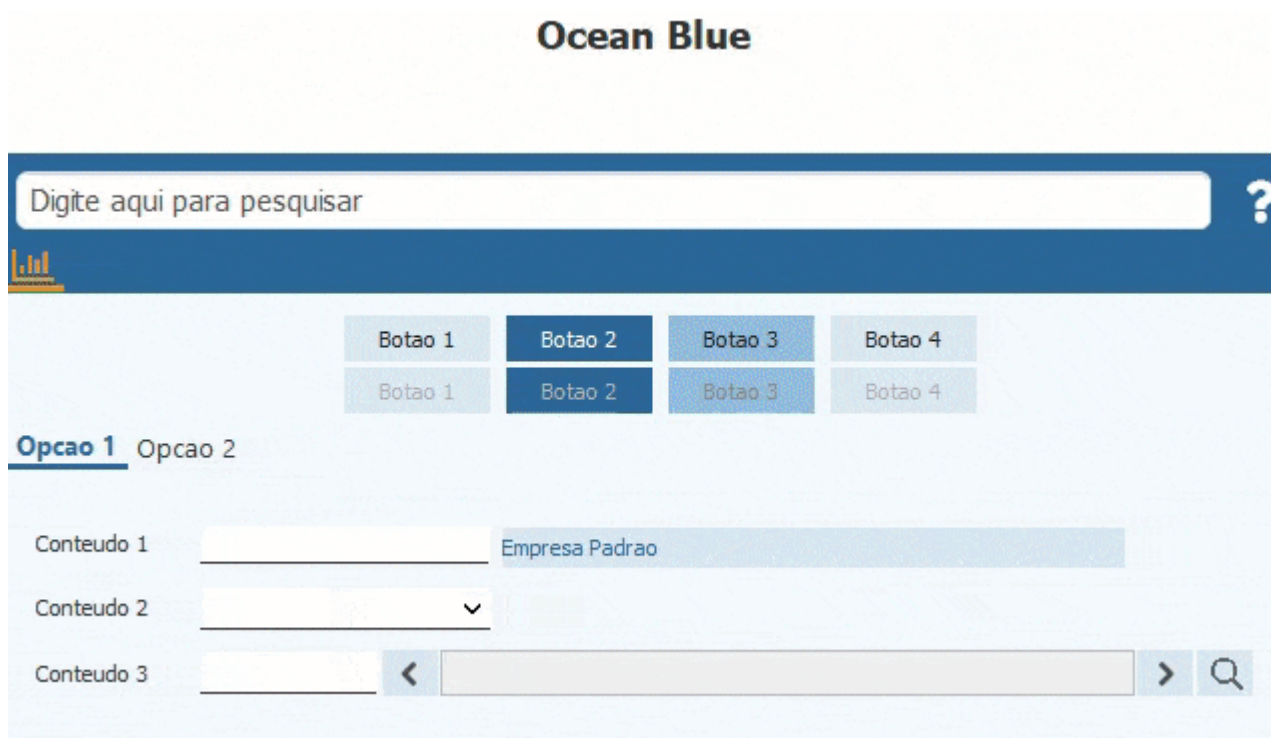 Ocean Blue
Digite aqui para pesquisar
?
Botao 1 Botao 2 Botao 3 Botao 4
Botao 1 Botao 2 Botao 3 Botao 4
Opcao 1 Opcao 2
Conteudo 1 Empresa Padrao
Conteudo 2
Conteudo 3